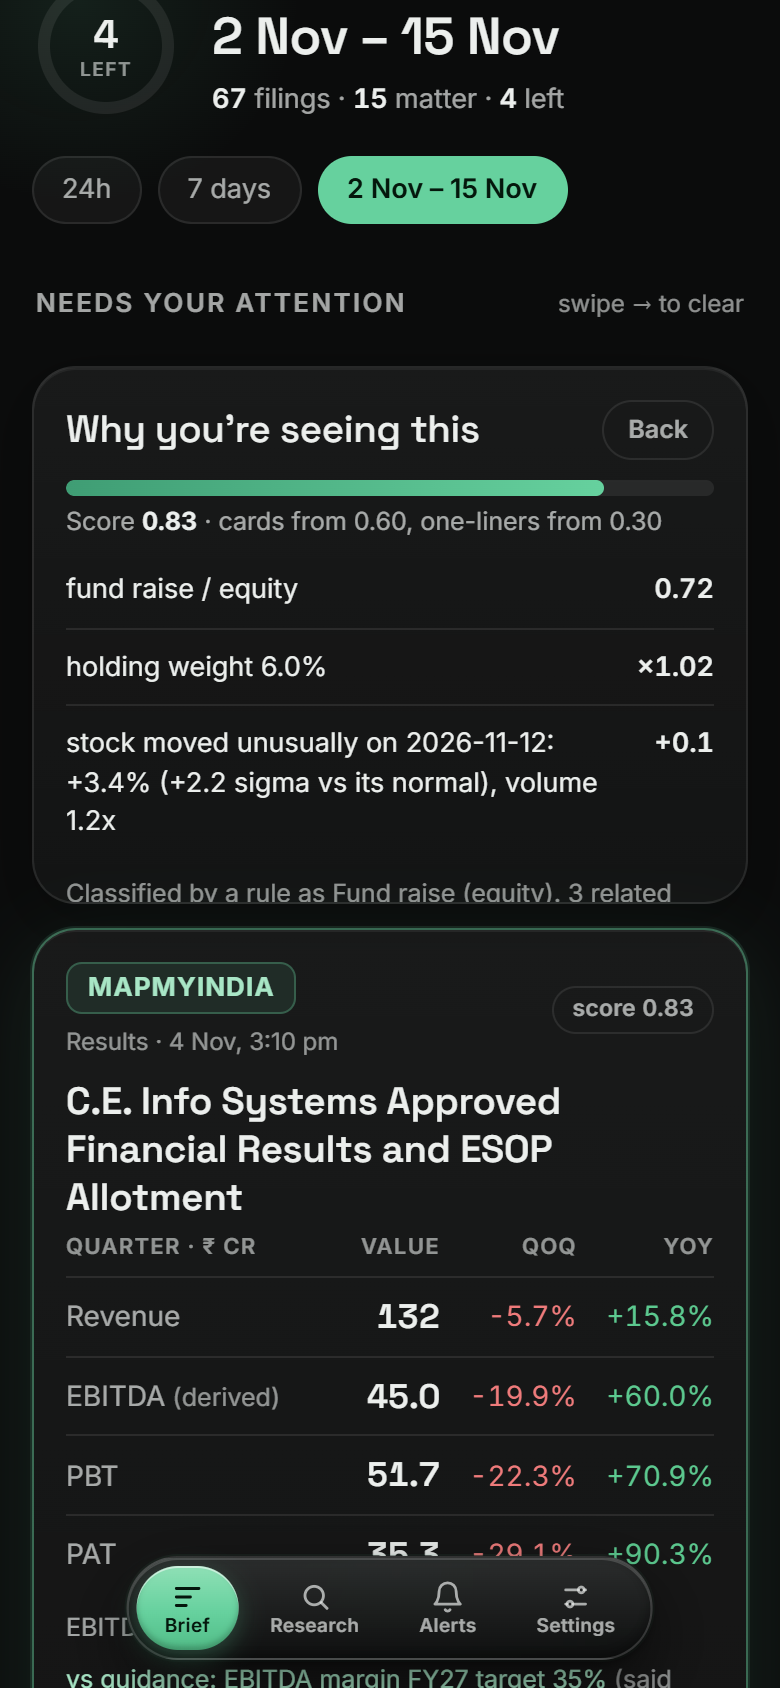 4
LEFT
2 Nov – 15 Nov
67 filings · 15 matter · 4 left
24h
7 days
2 Nov – 15 Nov
NEEDS YOUR ATTENTION
swipe → to clear
Why you’re seeing this
Back
Score 0.83 · cards from 0.60, one-liners from 0.30
fund raise / equity 0.72
holding weight 6.0% ×1.02
stock moved unusually on 2026-11-12: +0.1
+3.4% (+2.2 sigma vs its normal), volume
1.2x
Classified by a rule as Fund raise (equity). 3 related
MAPMYINDIA
score 0.83
Results · 4 Nov, 3:10 pm
C.E. Info Systems Approved
Financial Results and ESOP
Allotment
QUARTER · ₹ CR VALUE QOQ YOY
Revenue 132 -5.7% +15.8%
EBITDA (derived) 45.0 -19.9% +60.0%
PBT 51.7 -22.3% +70.9%
PAT 35.3 -29.1% +90.3%
Brief
Research
Alerts
Settings
vs guidance: EBITDA margin FY27 target 35% (said